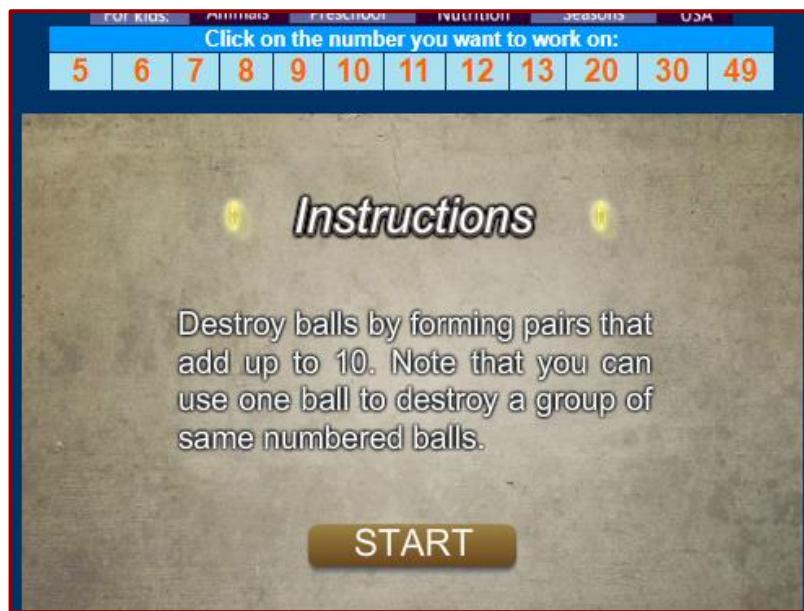 For kids: Animals Preschool Nutrition Seasons USA
Click on the number you want to work on:
5 6 7 8 9 10 11 12 13 20 30 49
Instructions
Destroy balls by forming pairs that
add up to 10. Note that you can
use one ball to destroy a group of
same numbered balls.
START